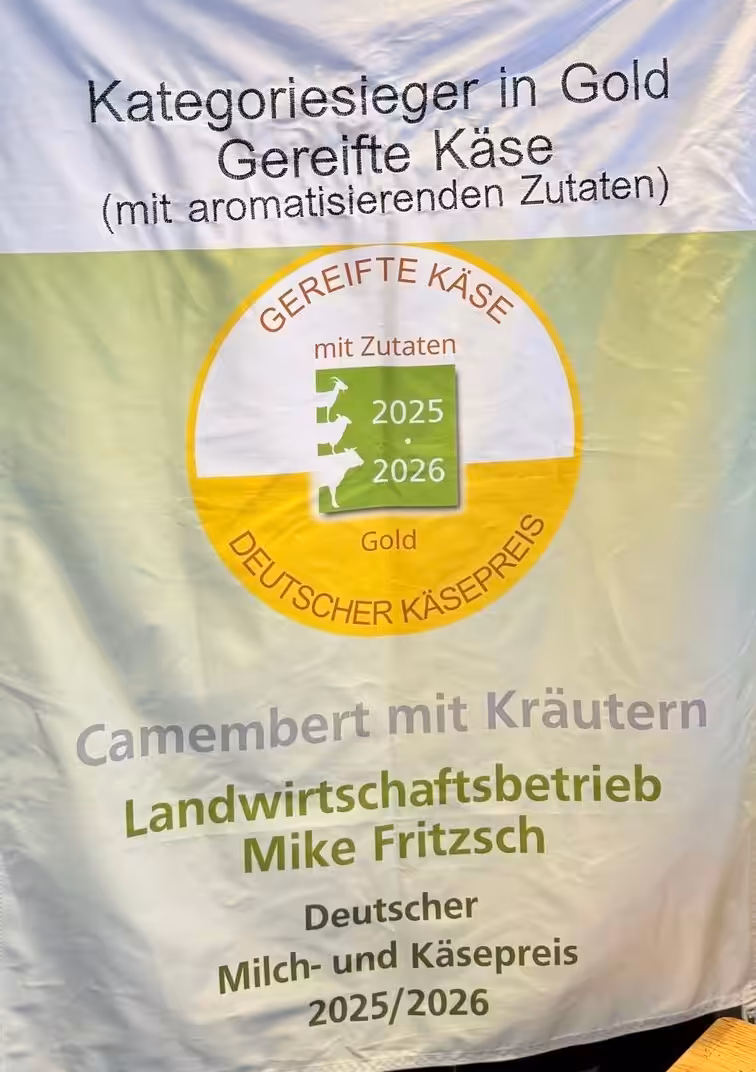 Kategoriesieger in Gold
Gereifte Käse
(mit aromatisierenden Zutaten)
GEREIFTE KÄSE
mit Zutaten
2025
·
2026
Gold
DEUTSCHER KÄSEPREIS
Camembert mit Kräutern
Landwirtschaftsbetrieb
Mike Fritzsch
Deutscher
Milch- und Käsepreis
2025/2026